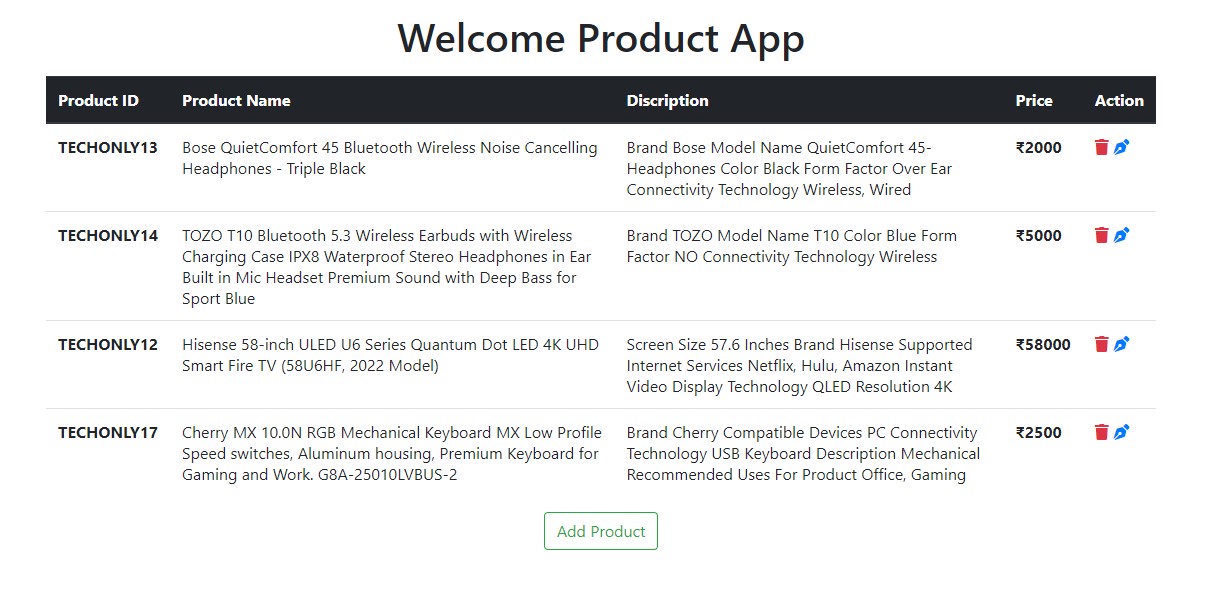 Welcome Product App
Product ID Product Name Discription Price Action
TECHONLY13 Bose QuietComfort 45 Bluetooth Wireless Noise Cancelling Brand Bose Model Name QuietComfort 45- ₹2000
Headphones - Triple Black Headphones Color Black Form Factor Over Ear
Connectivity Technology Wireless, Wired
TECHONLY14 TOZO T10 Bluetooth 5.3 Wireless Earbuds with Wireless Brand TOZO Model Name T10 Color Blue Form ₹5000
Charging Case IPX8 Waterproof Stereo Headphones in Ear Factor NO Connectivity Technology Wireless
Built in Mic Headset Premium Sound with Deep Bass for
Sport Blue
TECHONLY12 Hisense 58-inch ULED U6 Series Quantum Dot LED 4K UHD Screen Size 57.6 Inches Brand Hisense Supported ₹58000
Smart Fire TV (58U6HF, 2022 Model) Internet Services Netflix, Hulu, Amazon Instant
Video Display Technology QLED Resolution 4K
TECHONLY17 Cherry MX 10.0N RGB Mechanical Keyboard MX Low Profile Brand Cherry Compatible Devices PC Connectivity ₹2500
Speed switches, Aluminum housing, Premium Keyboard for Technology USB Keyboard Description Mechanical
Gaming and Work. G8A-25010LVBUS-2 Recommended Uses For Product Office, Gaming
Add Product